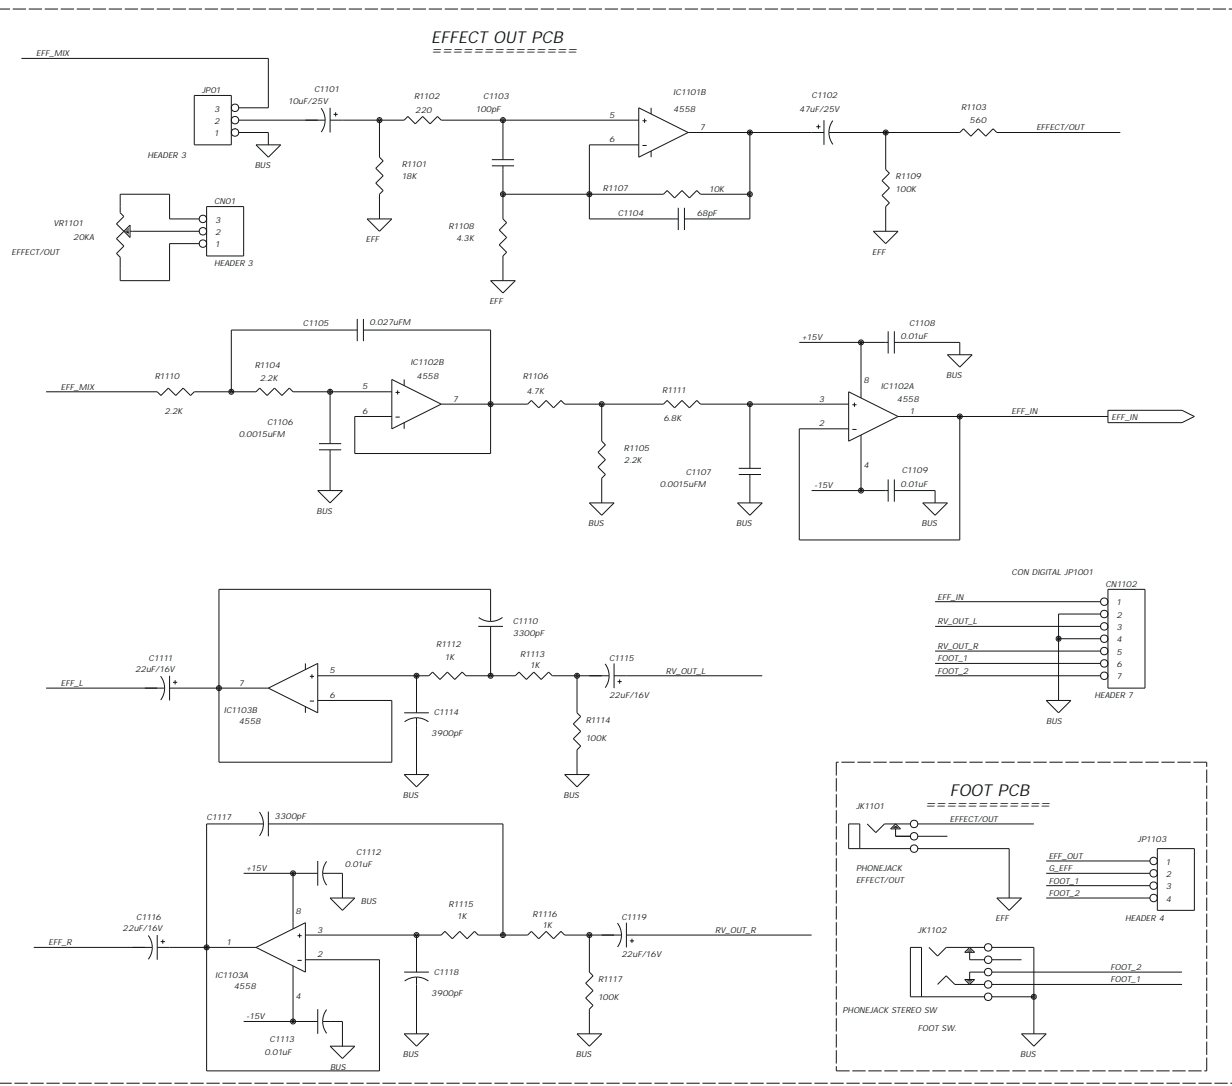 EFFECT OUT PCB
EFF_MIX
JP01
3
2
1
HEADER 3
BUS
C1101
10uF/25V
+
R1102
220
C1103
100pF
R1101
18K
EFF
IC1101B
4558
5
+
6
−
7
R1107
10K
C1104
68pF
R1108
4.3K
EFF
C1102
47uF/25V
+
R1103
560
EFFECT/OUT
R1109
100K
EFF
VR1101
20KA
EFFECT/OUT
CN01
3
2
1
HEADER 3
C1105
0.027uFM
EFF_MIX
R1110
2.2K
R1104
2.2K
C1106
0.0015uFM
BUS
IC1102B
4558
5
+
6
−
7
R1106
4.7K
R1111
6.8K
R1105
2.2K
BUS
C1107
0.0015uFM
BUS
+15V
C1108
0.01uF
BUS
8
IC1102A
4558
3
+
2
−
1
4
-15V
C1109
0.01uF
BUS
EFF_IN
EFF_IN
CON DIGITAL JP1001
CN1102
EFF_IN
1
2
RV_OUT_L
3
4
RV_OUT_R
5
FOOT_1
6
FOOT_2
7
HEADER 7
BUS
C1110
3300pF
R1112
1K
R1113
1K
C1111
22uF/16V
+
EFF_L
7
5
+
6
−
IC1103B
4558
C1114
3900pF
BUS
C1115
+
22uF/16V
RV_OUT_L
R1114
100K
BUS
C1117
3300pF
+15V
C1112
0.01uF
BUS
8
C1116
22uF/16V
+
EFF_R
1
3
+
2
−
IC1103A
4558
4
-15V
C1113
0.01uF
BUS
R1115
1K
R1116
1K
C1118
3900pF
BUS
C1119
+
22uF/16V
RV_OUT_R
R1117
100K
BUS
FOOT PCB
JK1101
EFFECT/OUT
PHONEJACK
EFFECT/OUT
EFF
JP1103
EFF_OUT
1
G_EFF
2
FOOT_1
3
FOOT_2
4
HEADER 4
JK1102
FOOT_2
FOOT_1
PHONEJACK STEREO SW
FOOT SW.
BUS